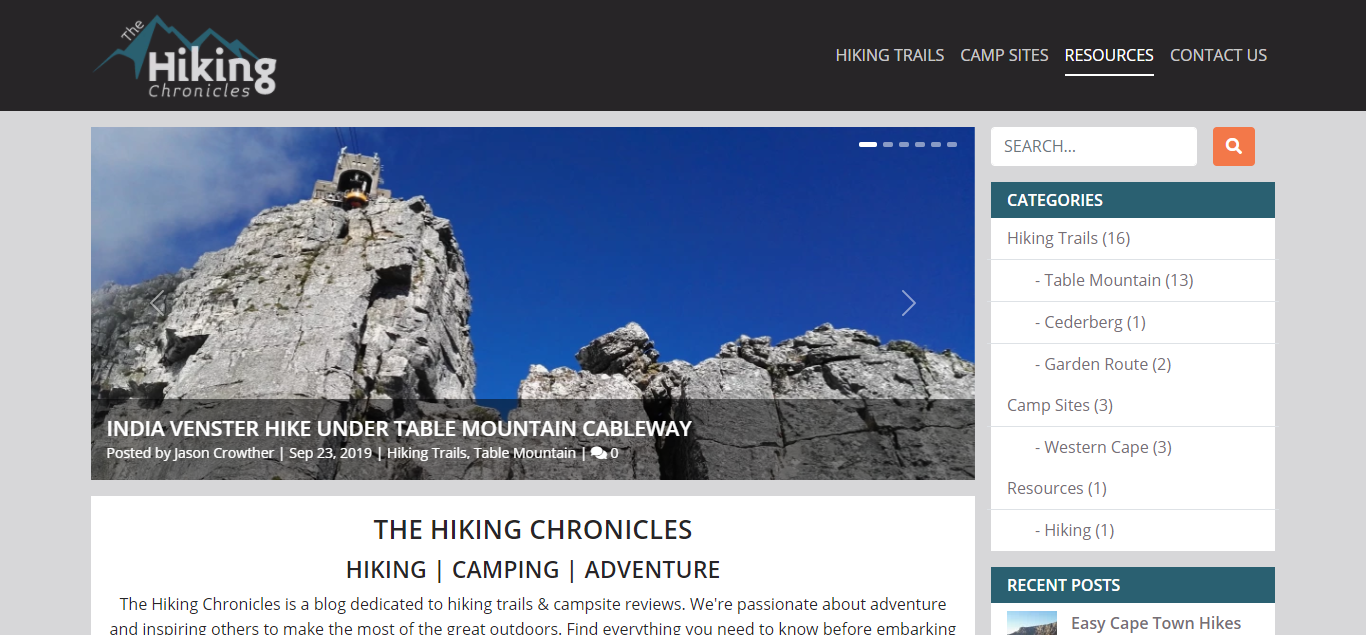 The
Hiking
Chronicles
HIKING TRAILS CAMP SITES RESOURCES CONTACT US
INDIA VENSTER HIKE UNDER TABLE MOUNTAIN CABLEWAY
Posted by Jason Crowther | Sep 23, 2019 | Hiking Trails, Table Mountain | 0
THE HIKING CHRONICLES
HIKING | CAMPING | ADVENTURE
The Hiking Chronicles is a blog dedicated to hiking trails & campsite reviews. We're passionate about adventure
and inspiring others to make the most of the great outdoors. Find everything you need to know before embarking
SEARCH...
CATEGORIES
Hiking Trails (16)
- Table Mountain (13)
- Cederberg (1)
- Garden Route (2)
Camp Sites (3)
- Western Cape (3)
Resources (1)
- Hiking (1)
RECENT POSTS
Easy Cape Town Hikes